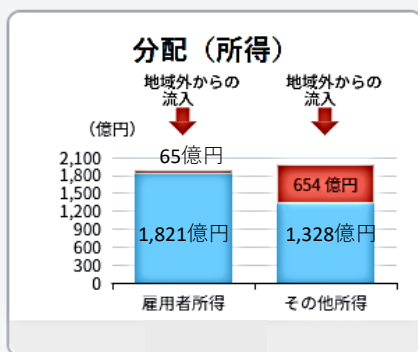 分配（所得）
地域外からの
流入
地域外からの
流入
（億円）
65億円
2,100
1,800
1,500
1,200
900
600
300
0
654 億円
1,821億円
1,328億円
雇用者所得
その他所得